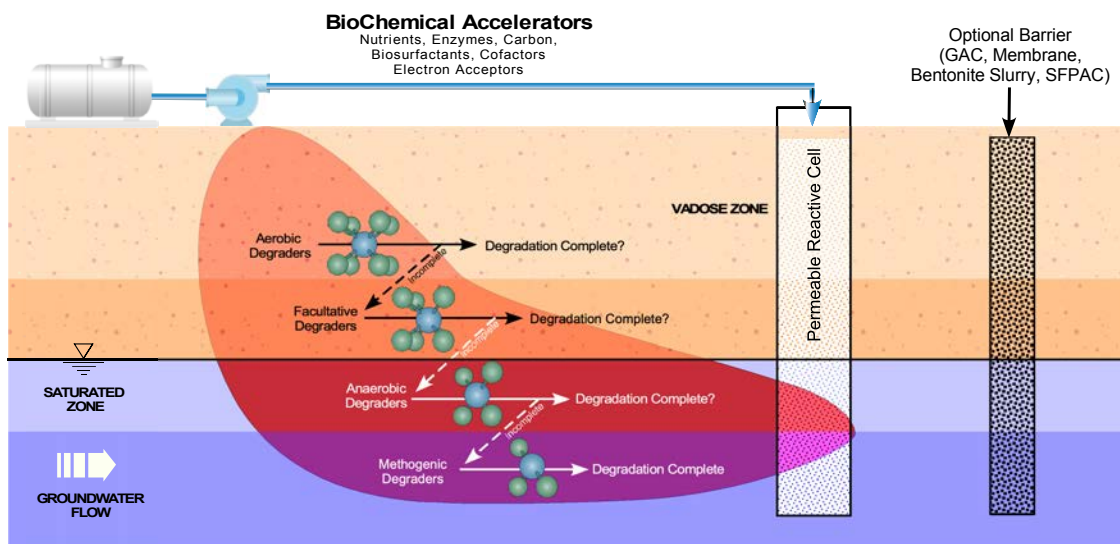 BioChemical Accelerators
Nutrients, Enzymes, Carbon,
Biosurfactants, Cofactors
Electron Acceptors
Optional Barrier
(GAC, Membrane,
Bentonite Slurry, SFPAC)
VADOSE ZONE
Permeable Reactive Cell
Aerobic
Degraders
Degradation Complete?
Incomplete
Facultative
Degraders
Degradation Complete?
Incomplete
SATURATED
ZONE
Anaerobic
Degraders
Degradation Complete?
Incomplete
Methogenic
Degraders
Degradation Complete
GROUNDWATER
FLOW